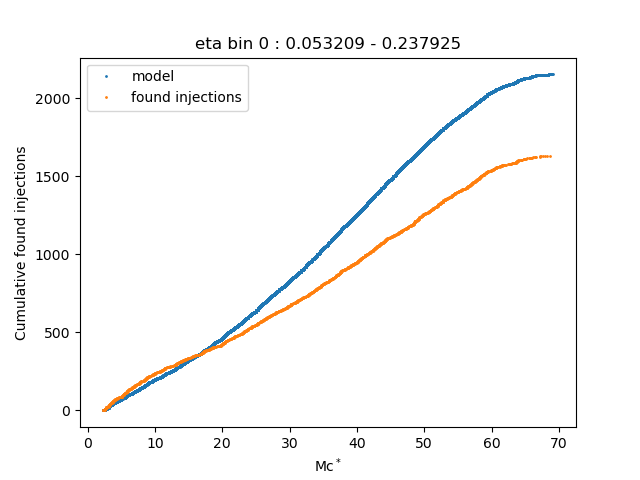 eta bin 0 : 0.053209 - 0.237925
model
found injections
Cumulative found injections
2000
1500
1000
500
0
0 10 20 30 40 50 60 70
Mc*